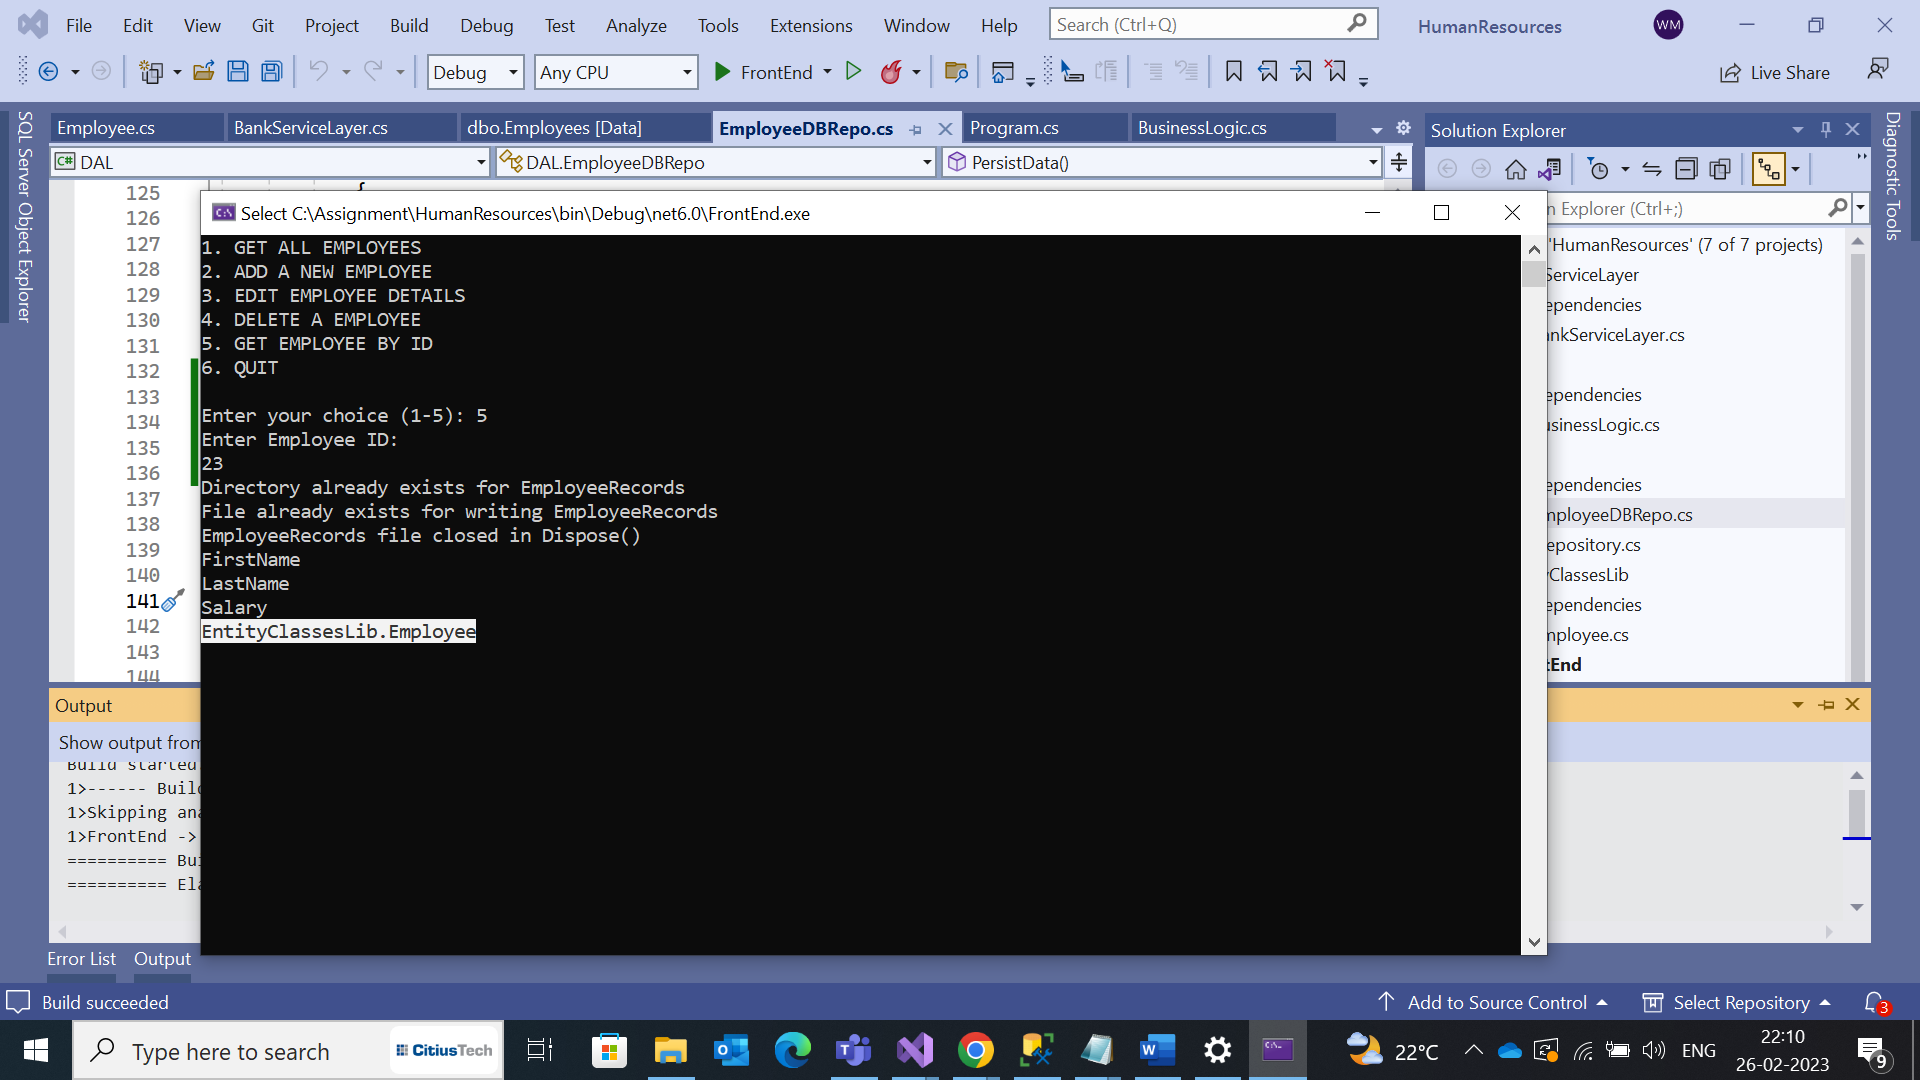 File Edit View Git Project Build Debug Test Analyze Tools Extensions Window Help Search (Ctrl+Q) HumanResources WM
Debug Any CPU FrontEnd Live Share
SQL Server Object Explorer
Employee.cs BankServiceLayer.cs dbo.Employees [Data] EmployeeDBRepo.cs Program.cs BusinessLogic.cs
DAL DAL.EmployeeDBRepo PersistData()
125
126
127
128
129
130
131
132
133
134
135
136
137
138
139
140
141
142
143
144
{
Select C:\Assignment\HumanResources\bin\Debug\net6.0\FrontEnd.exe
1. GET ALL EMPLOYEES
2. ADD A NEW EMPLOYEE
3. EDIT EMPLOYEE DETAILS
4. DELETE A EMPLOYEE
5. GET EMPLOYEE BY ID
6. QUIT
Enter your choice (1-5): 5
Enter Employee ID:
23
Directory already exists for EmployeeRecords
File already exists for writing EmployeeRecords
EmployeeRecords file closed in Dispose()
FirstName
LastName
Salary
EntityClassesLib.Employee
Solution Explorer
n Explorer (Ctrl+;)
'HumanResources' (7 of 7 projects)
ServiceLayer
ependencies
nkServiceLayer.cs
ependencies
usinessLogic.cs
ependencies
mployeeDBRepo.cs
epository.cs
yClassesLib
ependencies
mployee.cs
tEnd
Diagnostic Tools
Output
Show output from
Build started
1>------ Buil
1>Skipping ana
1>FrontEnd ->
========== Bui
========== Ela
Error List Output
Build succeeded Add to Source Control Select Repository 3
Type here to search CitiusTech 22°C ENG 22:10
26-02-2023 9